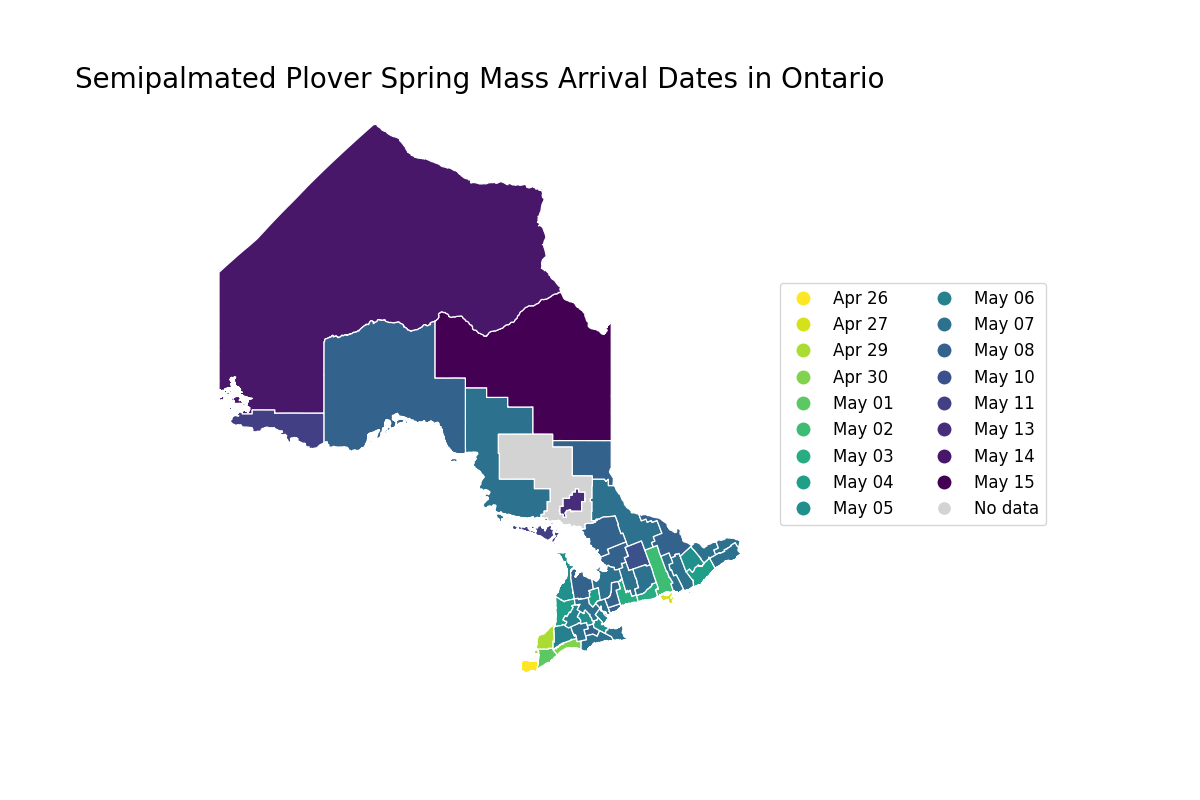 Semipalmated Plover Spring Mass Arrival Dates in Ontario
Apr 26
Apr 27
Apr 29
Apr 30
May 01
May 02
May 03
May 04
May 05
May 06
May 07
May 08
May 10
May 11
May 13
May 14
May 15
No data